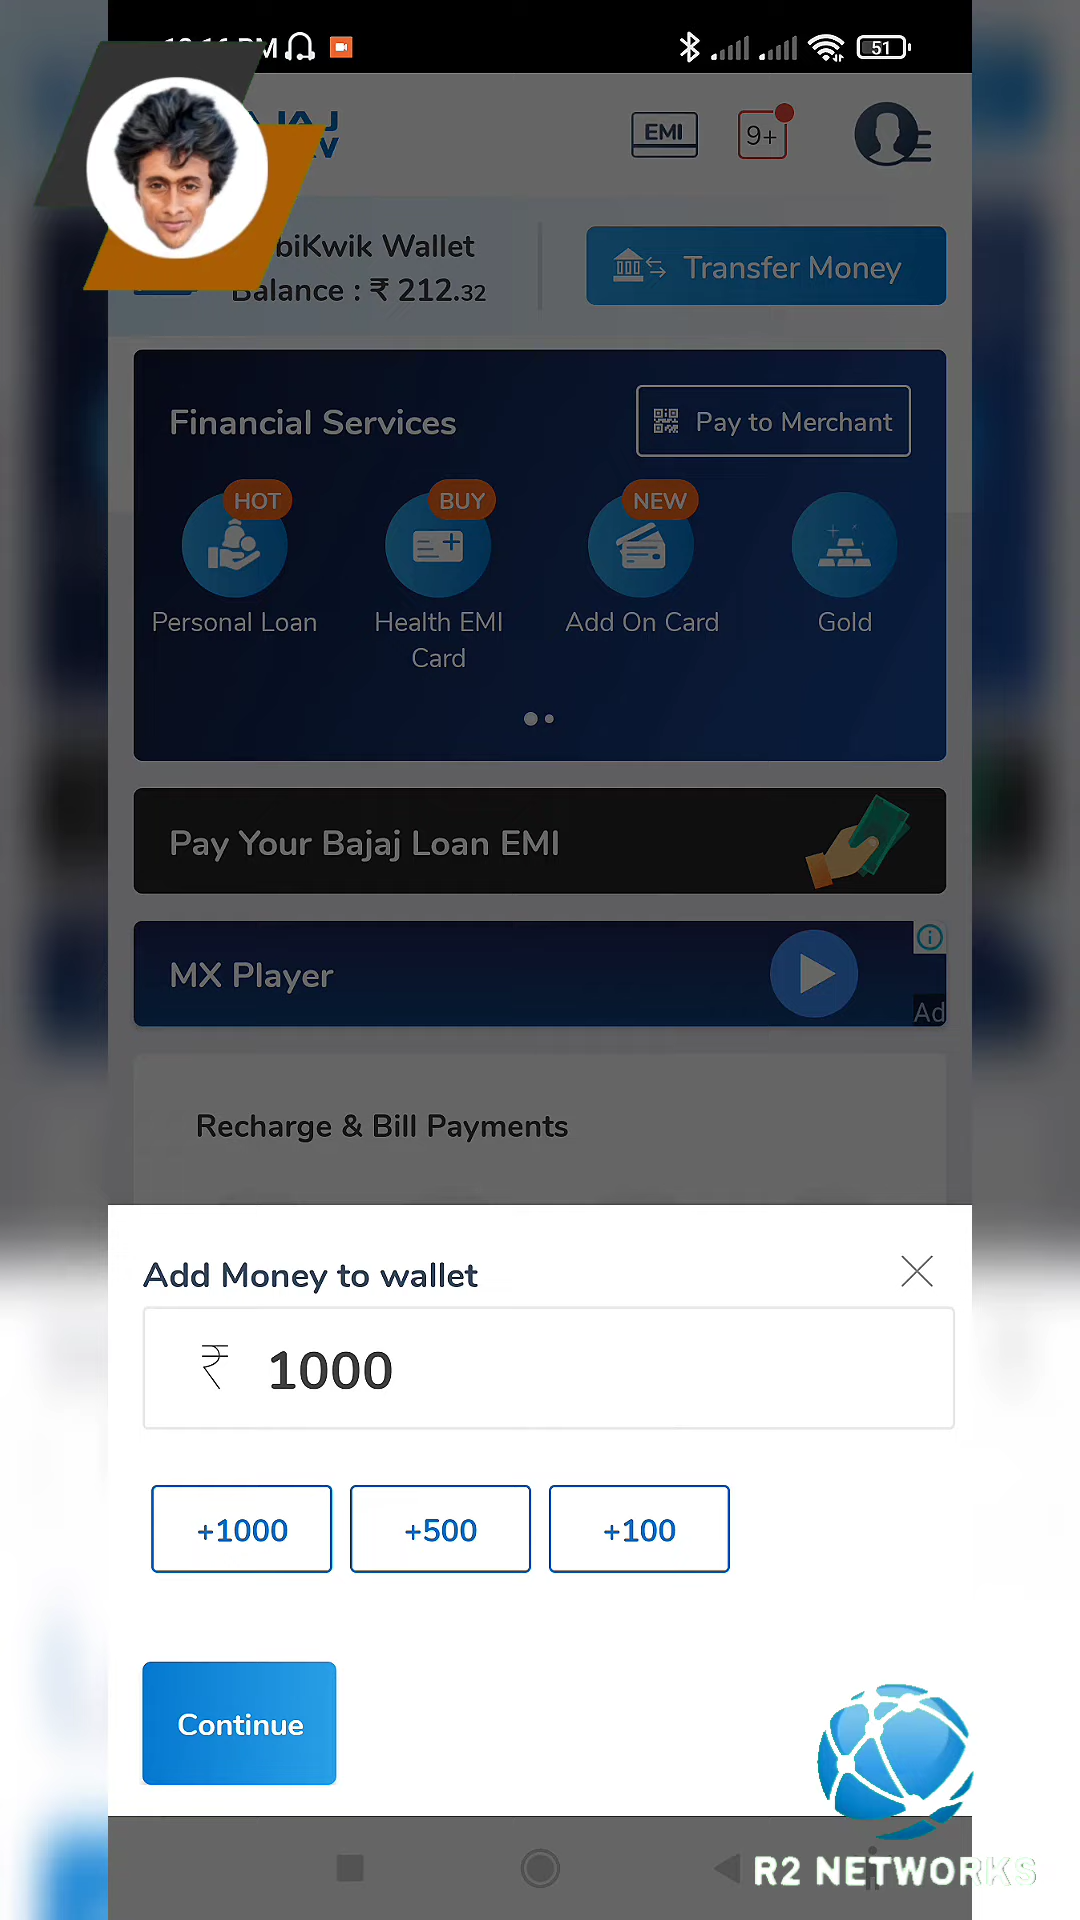 51
EMI
9+
biKwik Wallet
Balance : ₹ 212.32
Transfer Money
Financial Services
Pay to Merchant
HOT
BUY
NEW
Personal Loan
Health EMI
Card
Add On Card
Gold
Pay Your Bajaj Loan EMI
MX Player
Ad
Recharge & Bill Payments
Add Money to wallet
₹ 1000
+1000
+500
+100
Continue
R2 NETWORKS